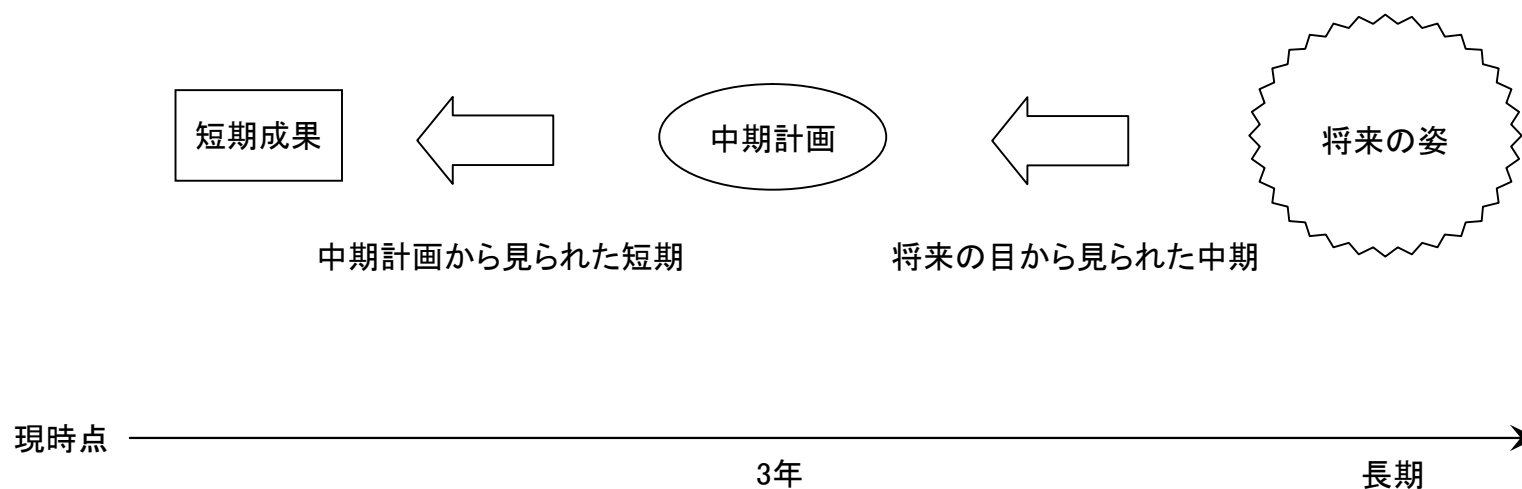 短期成果
中期計画
将来の姿
中期計画から見られた短期
将来の目から見られた中期
現時点
3年
長期